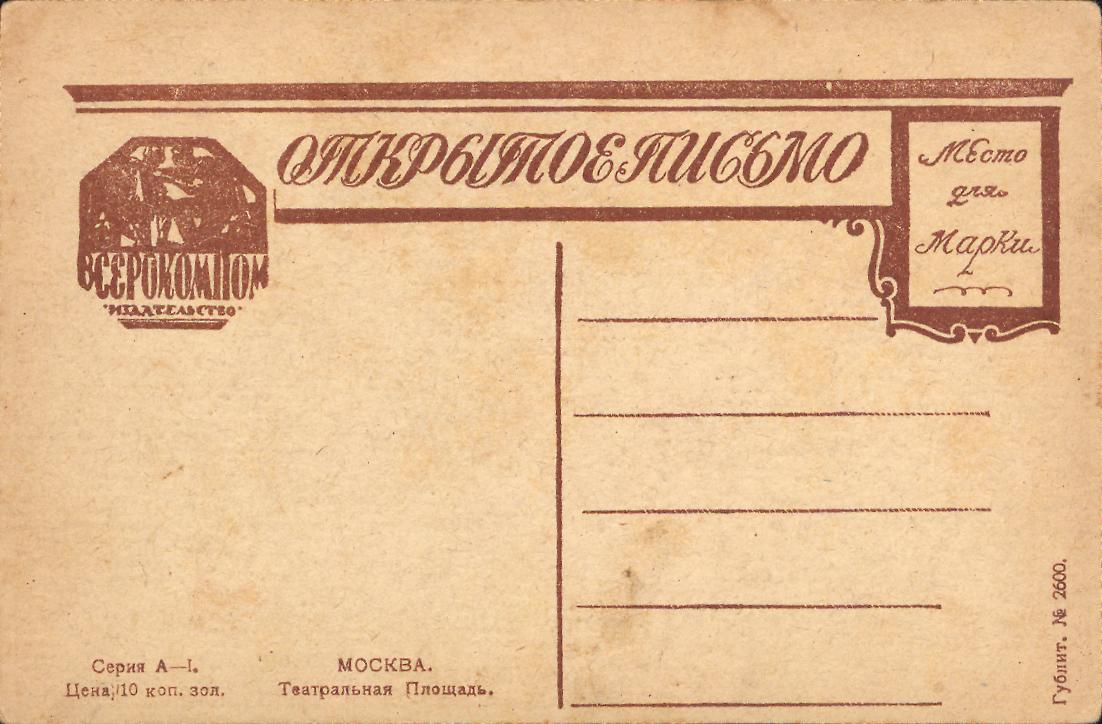 ОТКРЫТОЕ ПИСЬМО
Место
для
Марки
ВСЕРОКОМПОМ
"ИЗДАТЕЛЬСТВО"
Серия А—I.
Цена 10 коп. зол.
МОСКВА.
Театральная Площадь.
Гублит. № 2600.